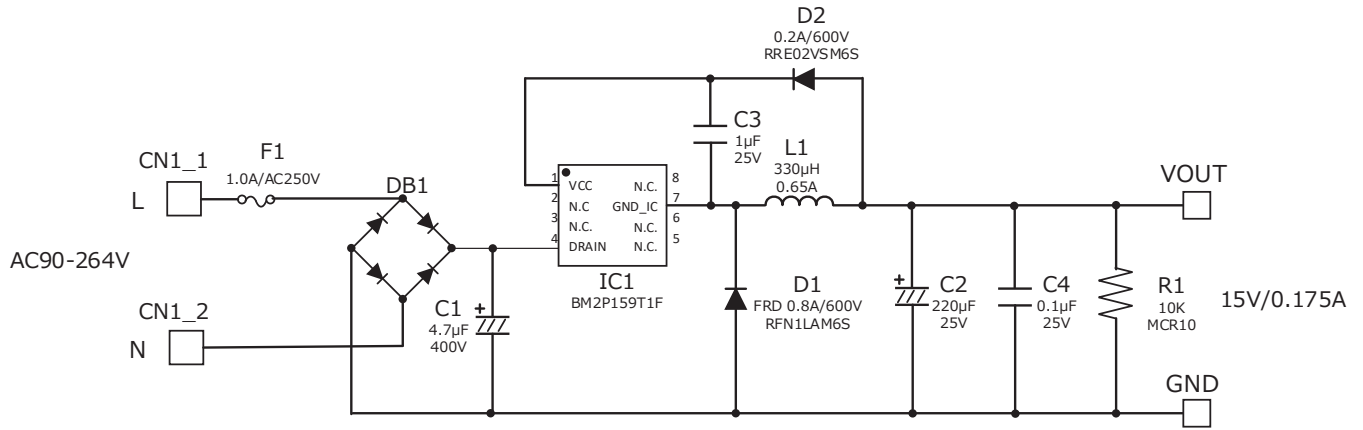 D2
0.2A/600V
RRE02VSM6S
C3
1µF
25V
L1
330µH
0.65A
CN1_1
L
F1
1.0A/AC250V
DB1
1 VCC N.C. 8
2 N.C GND_IC 7
3 N.C. N.C. 6
4 DRAIN N.C. 5
IC1
BM2P159T1F
VOUT
AC90-264V
CN1_2
N
C1
+
4.7µF
400V
D1
FRD 0.8A/600V
RFN1LAM6S
+
C2
220µF
25V
C4
0.1µF
25V
R1
10K
MCR10
15V/0.175A
GND